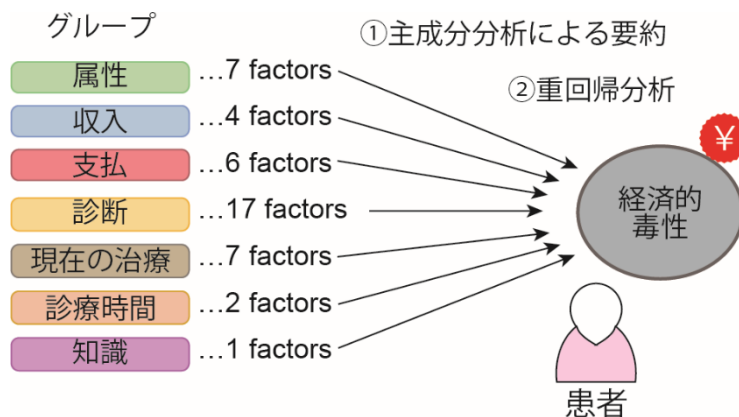 グループ
①主成分分析による要約
属性 …7 factors
②重回帰分析
収入 …4 factors
¥
支払 …6 factors
診断 …17 factors
経済的
毒性
現在の治療 …7 factors
診療時間 …2 factors
知識 …1 factors
患者